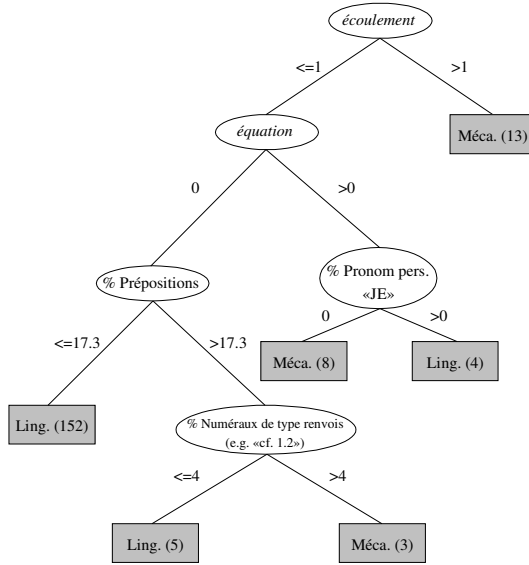 écoulement
<=1
>1
équation
Méca. (13)
0
>0
% Prépositions
% Pronom pers.
«JE»
0
>0
<=17.3
>17.3
Méca. (8)
Ling. (4)
Ling. (152)
% Numéraux de type renvois
(e.g. «cf. 1.2»)
<=4
>4
Ling. (5)
Méca. (3)